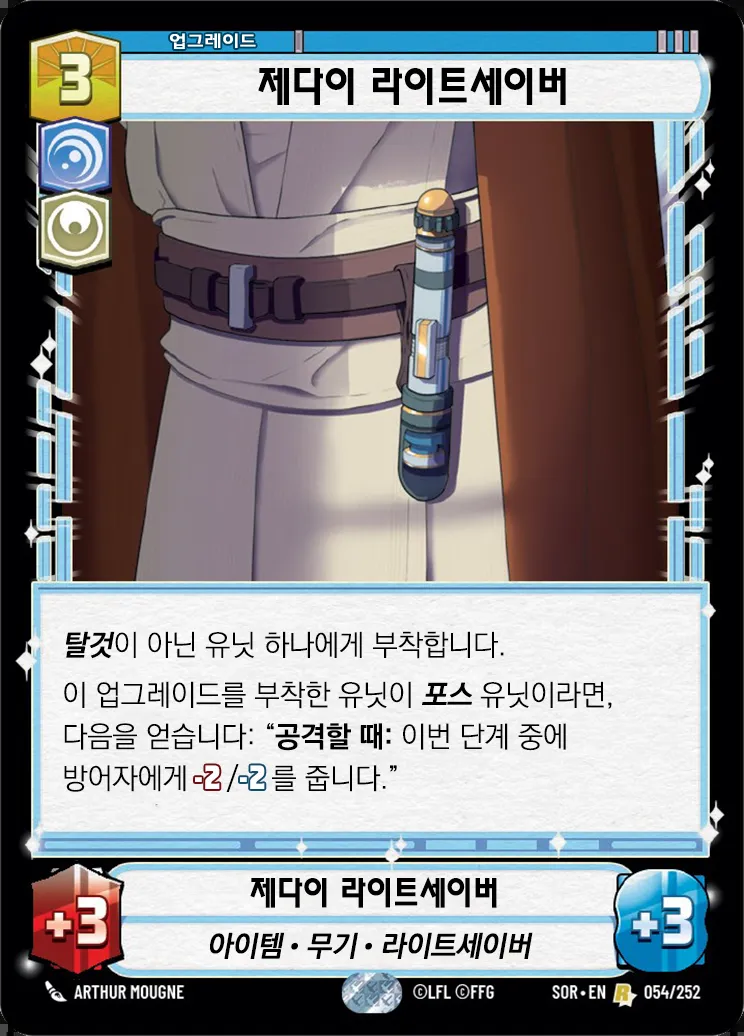 업그레이드
3
제다이 라이트세이버
탈것이 아닌 유닛 하나에게 부착합니다.
이 업그레이드를 부착한 유닛이 포스 유닛이라면,
다음을 얻습니다: “공격할 때: 이번 단계 중에
방어자에게 -2/-2를 줍니다.”
제다이 라이트세이버
+3
+3
아이템 • 무기 • 라이트세이버
ARTHUR MOUGNE
©LFL ©FFG
SOR • EN R 054/252